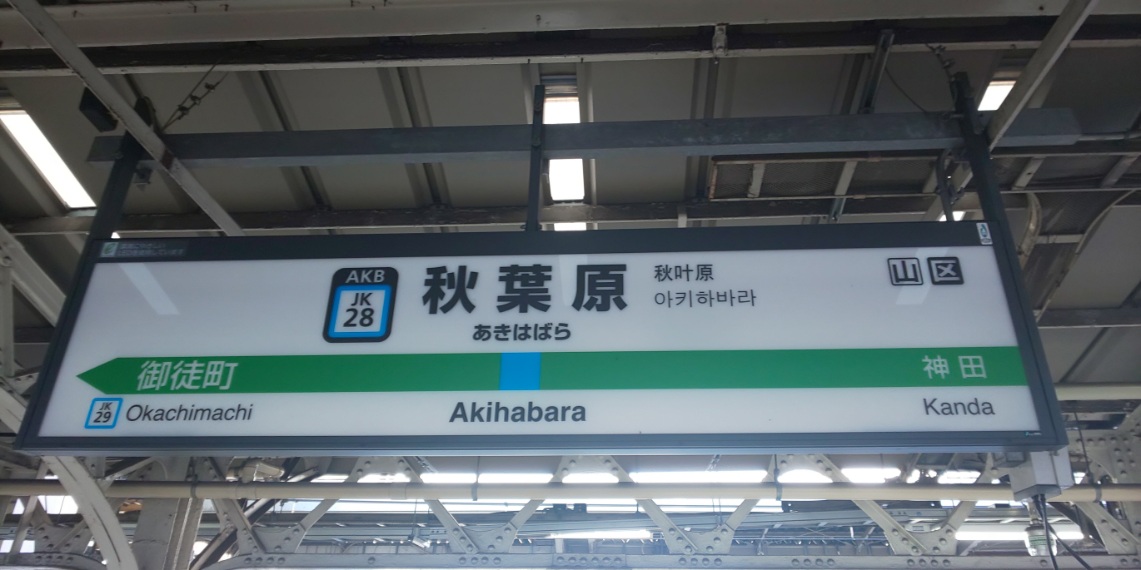 AKB
JK
28
秋葉原
あきはばら
秋叶原
아키하바라
山 区
御徒町
神田
JK
29
Okachimachi
Akihabara
Kanda